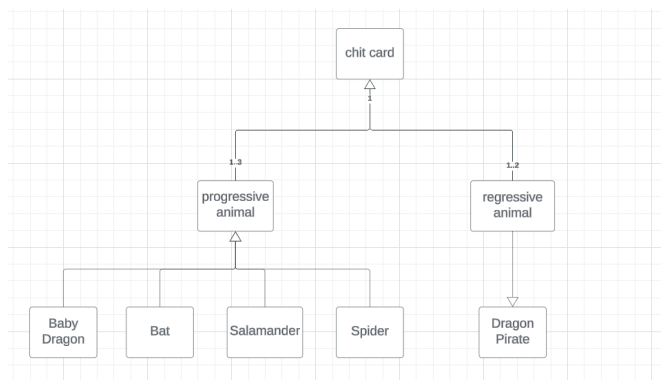 chit card
1
1..3
1..2
progressive
animal
regressive
animal
Baby
Dragon
Bat
Salamander
Spider
Dragon
Pirate